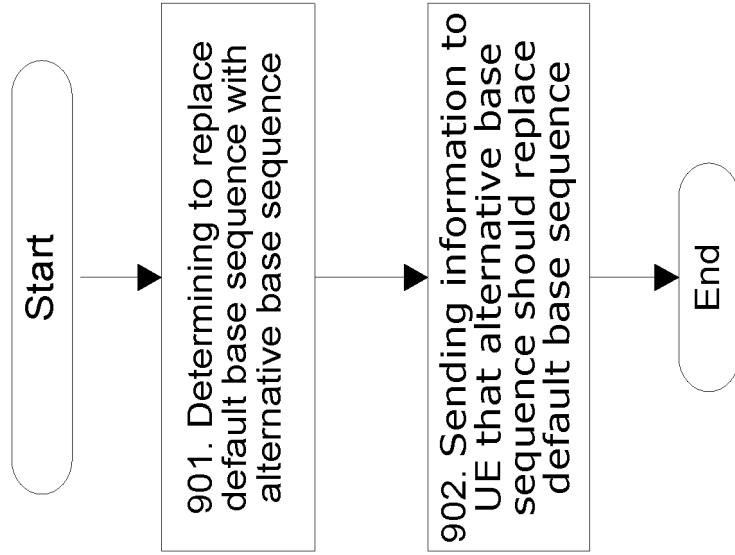 Start
901. Determining to replace
default base sequence with
alternative base sequence
902. Sending information to
UE that alternative base
sequence should replace
default base sequence
End